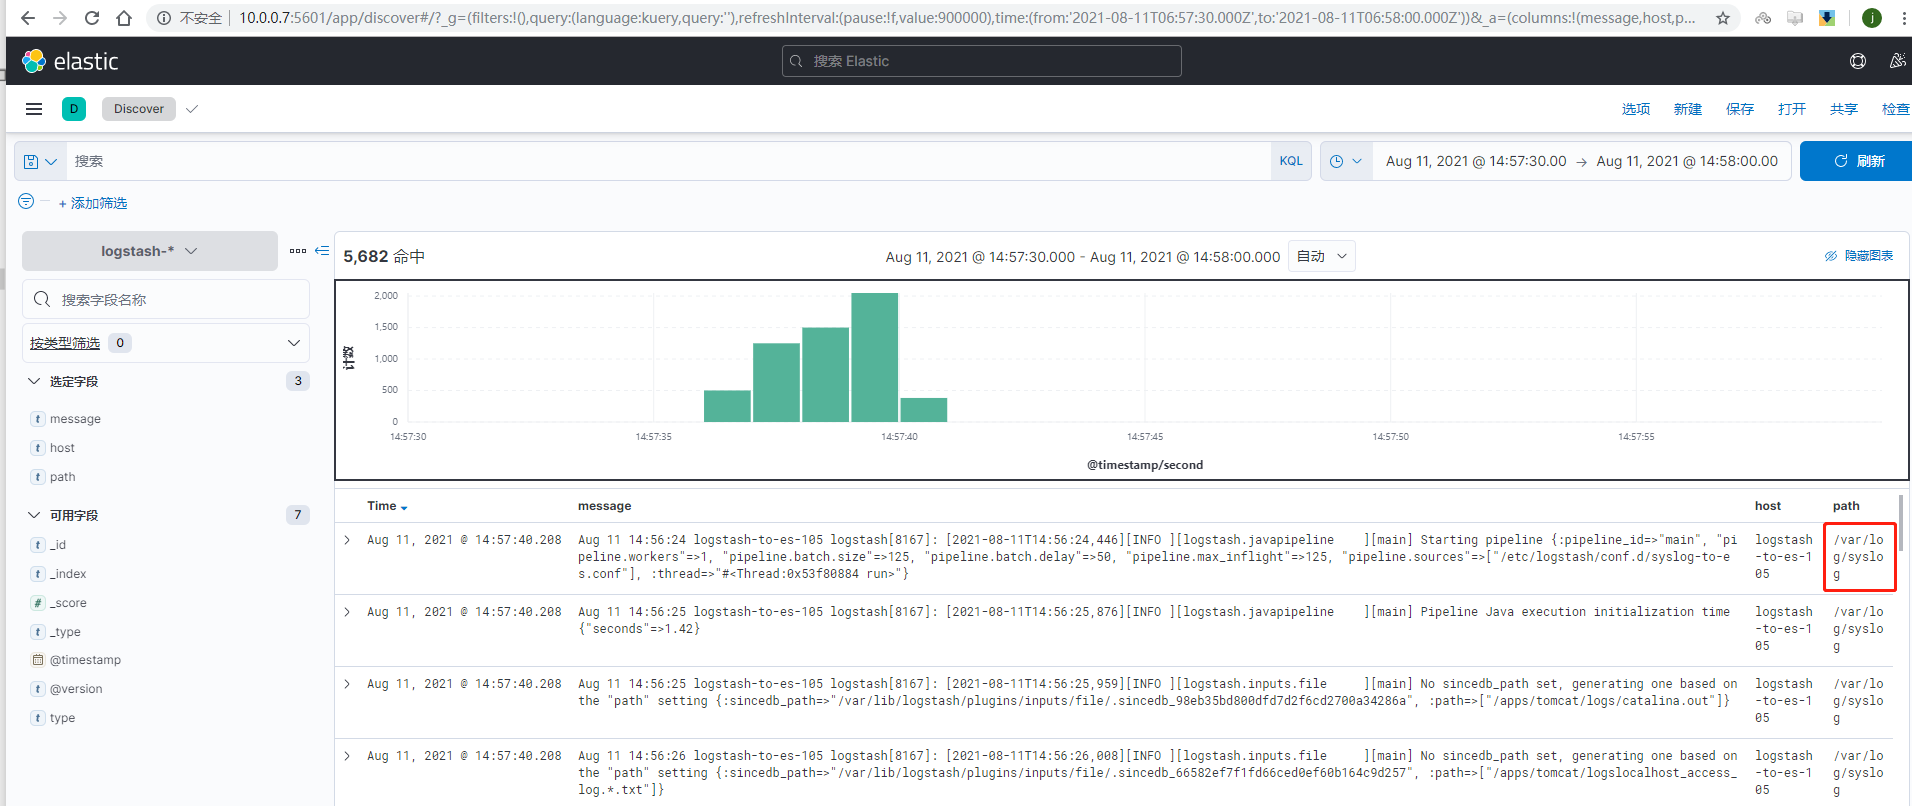 不安全 10.0.0.7:5601/app/discover#/?_g=(filters:!(),query:(language:kuery,query:''),refreshInterval:(pause:!f,value:900000),time:(from:'2021-08-11T06:57:30.000Z',to:'2021-08-11T06:58:00.000Z'))&_a=(columns:!(message,host,p... j
elastic 搜索 Elastic
D Discover 选项 新建 保存 打开 共享 检查
搜索 KQL Aug 11, 2021 @ 14:57:30.00 → Aug 11, 2021 @ 14:58:00.00 刷新
+ 添加筛选
logstash-*
搜索字段名称
按类型筛选 0
选定字段 3
t message
t host
t path
可用字段 7
t _id
t _index
# _score
t _type
@timestamp
t @version
t type
5,682 命中 Aug 11, 2021 @ 14:57:30.000 - Aug 11, 2021 @ 14:58:00.000 自动 隐藏图表
计数
2,000
1,500
1,000
500
0
14:57:30 14:57:35 14:57:40 14:57:45 14:57:50 14:57:55
@timestamp/second
Time message host path
Aug 11, 2021 @ 14:57:40.208 Aug 11 14:56:24 logstash-to-es-105 logstash[8167]: [2021-08-11T14:56:24,446][INFO ][logstash.javapipeline    ][main] Starting pipeline {:pipeline_id=>"main", "pi logstash /var/lo
peline.workers"=>1, "pipeline.batch.size"=>125, "pipeline.batch.delay"=>50, "pipeline.max_inflight"=>125, "pipeline.sources"=>["/etc/logstash/conf.d/syslog-to-e -to-es-1 g/syslo
s.conf"], :thread=>"#<Thread:0x53f80884 run>"} 05 g
Aug 11, 2021 @ 14:57:40.208 Aug 11 14:56:25 logstash-to-es-105 logstash[8167]: [2021-08-11T14:56:25,876][INFO ][logstash.javapipeline    ][main] Pipeline Java execution initialization time logstash /var/lo
{"seconds"=>1.42} -to-es-1 g/syslo
05 g
Aug 11, 2021 @ 14:57:40.208 Aug 11 14:56:25 logstash-to-es-105 logstash[8167]: [2021-08-11T14:56:25,959][INFO ][logstash.inputs.file     ][main] No sincedb_path set, generating one based on logstash /var/lo
the "path" setting {:sincedb_path=>"/var/lib/logstash/plugins/inputs/file/.sincedb_98eb35bd800dfd7d2f6cd2700a34286a", :path=>["/apps/tomcat/logs/catalina.out"]} -to-es-1 g/syslo
05 g
Aug 11, 2021 @ 14:57:40.208 Aug 11 14:56:26 logstash-to-es-105 logstash[8167]: [2021-08-11T14:56:26,008][INFO ][logstash.inputs.file     ][main] No sincedb_path set, generating one based on logstash /var/lo
the "path" setting {:sincedb_path=>"/var/lib/logstash/plugins/inputs/file/.sincedb_66582ef7f1fd66ced0ef60b164c9d257", :path=>["/apps/tomcat/logslocalhost_access_ -to-es-1 g/syslo
log.*.txt"]} 05 g